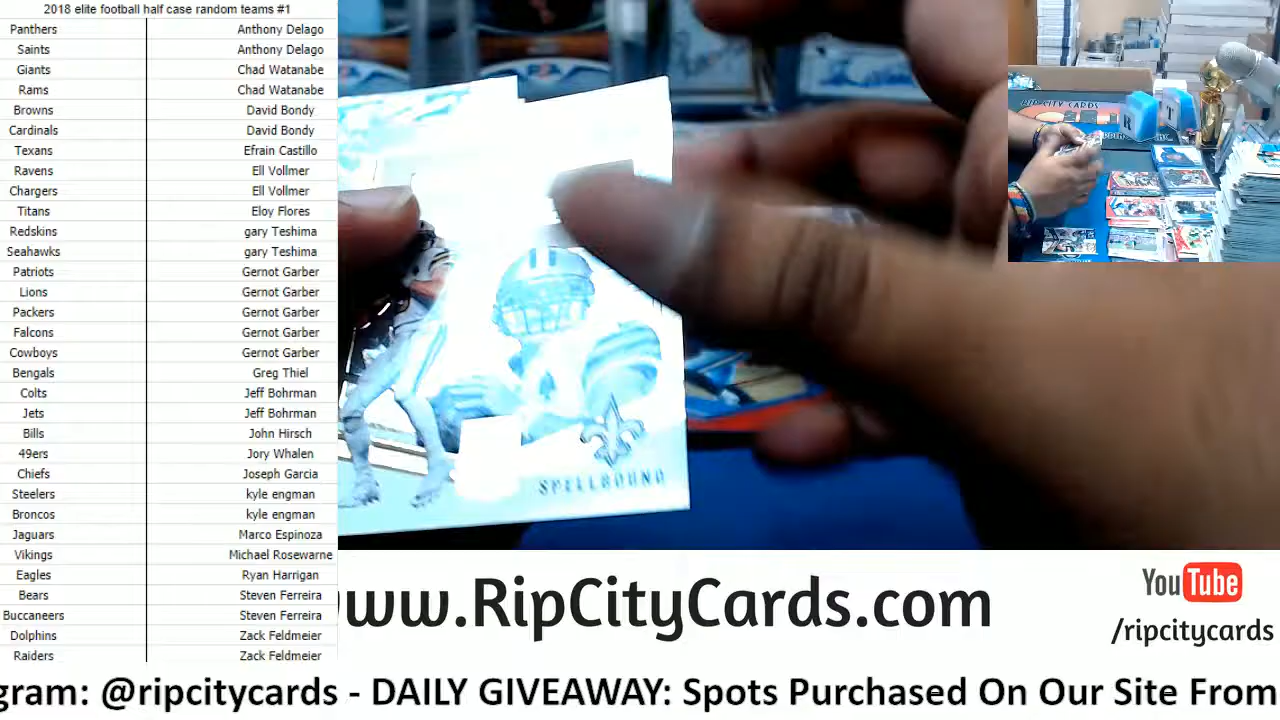 2018 elite football half case random teams #1
Panthers Anthony Delago
Saints Anthony Delago
Giants Chad Watanabe
Rams Chad Watanabe
Browns David Bondy
Cardinals David Bondy
Texans Efrain Castillo
Ravens Ell Vollmer
Chargers Ell Vollmer
Titans Eloy Flores
Redskins gary Teshima
Seahawks gary Teshima
Patriots Gernot Garber
Lions Gernot Garber
Packers Gernot Garber
Falcons Gernot Garber
Cowboys Gernot Garber
Bengals Greg Thiel
Colts Jeff Bohrman
Jets Jeff Bohrman
Bills John Hirsch
49ers Jory Whalen
Chiefs Joseph Garcia
Steelers kyle engman
Broncos kyle engman
Jaguars Marco Espinoza
Vikings Michael Rosewarne
Eagles Ryan Harrigan
Bears Steven Ferreira
Buccaneers Steven Ferreira
Dolphins Zack Feldmeier
Raiders Zack Feldmeier
SPELLBOUND
RIP CITY CARDS
R T
ww.RipCityCards.com
YouTube
/ripcitycards
gram: @ripcitycards - DAILY GIVEAWAY: Spots Purchased On Our Site From